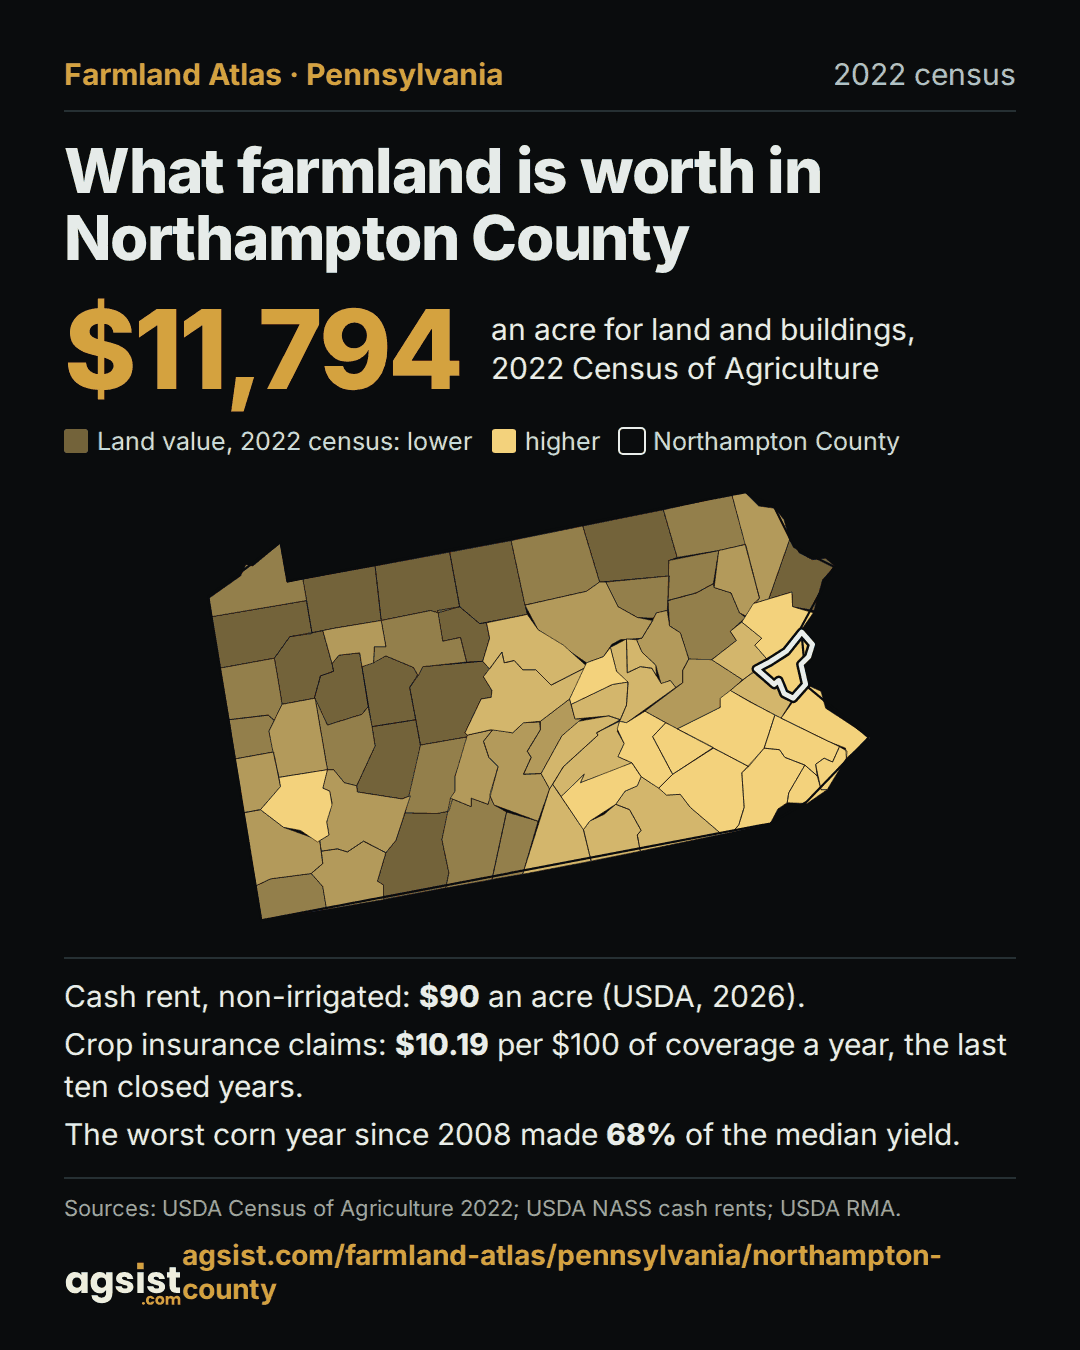 Farmland Atlas · Pennsylvania
2022 census
What farmland is worth in
Northampton County
$11,794
an acre for land and buildings,
2022 Census of Agriculture
Land value, 2022 census: lower
higher
Northampton County
Cash rent, non-irrigated: $90 an acre (USDA, 2026).
Crop insurance claims: $10.19 per $100 of coverage a year, the last
ten closed years.
The worst corn year since 2008 made 68% of the median yield.
Sources: USDA Census of Agriculture 2022; USDA NASS cash rents; USDA RMA.
agsist
.com
agsist.com/farmland-atlas/pennsylvania/northampton-
county